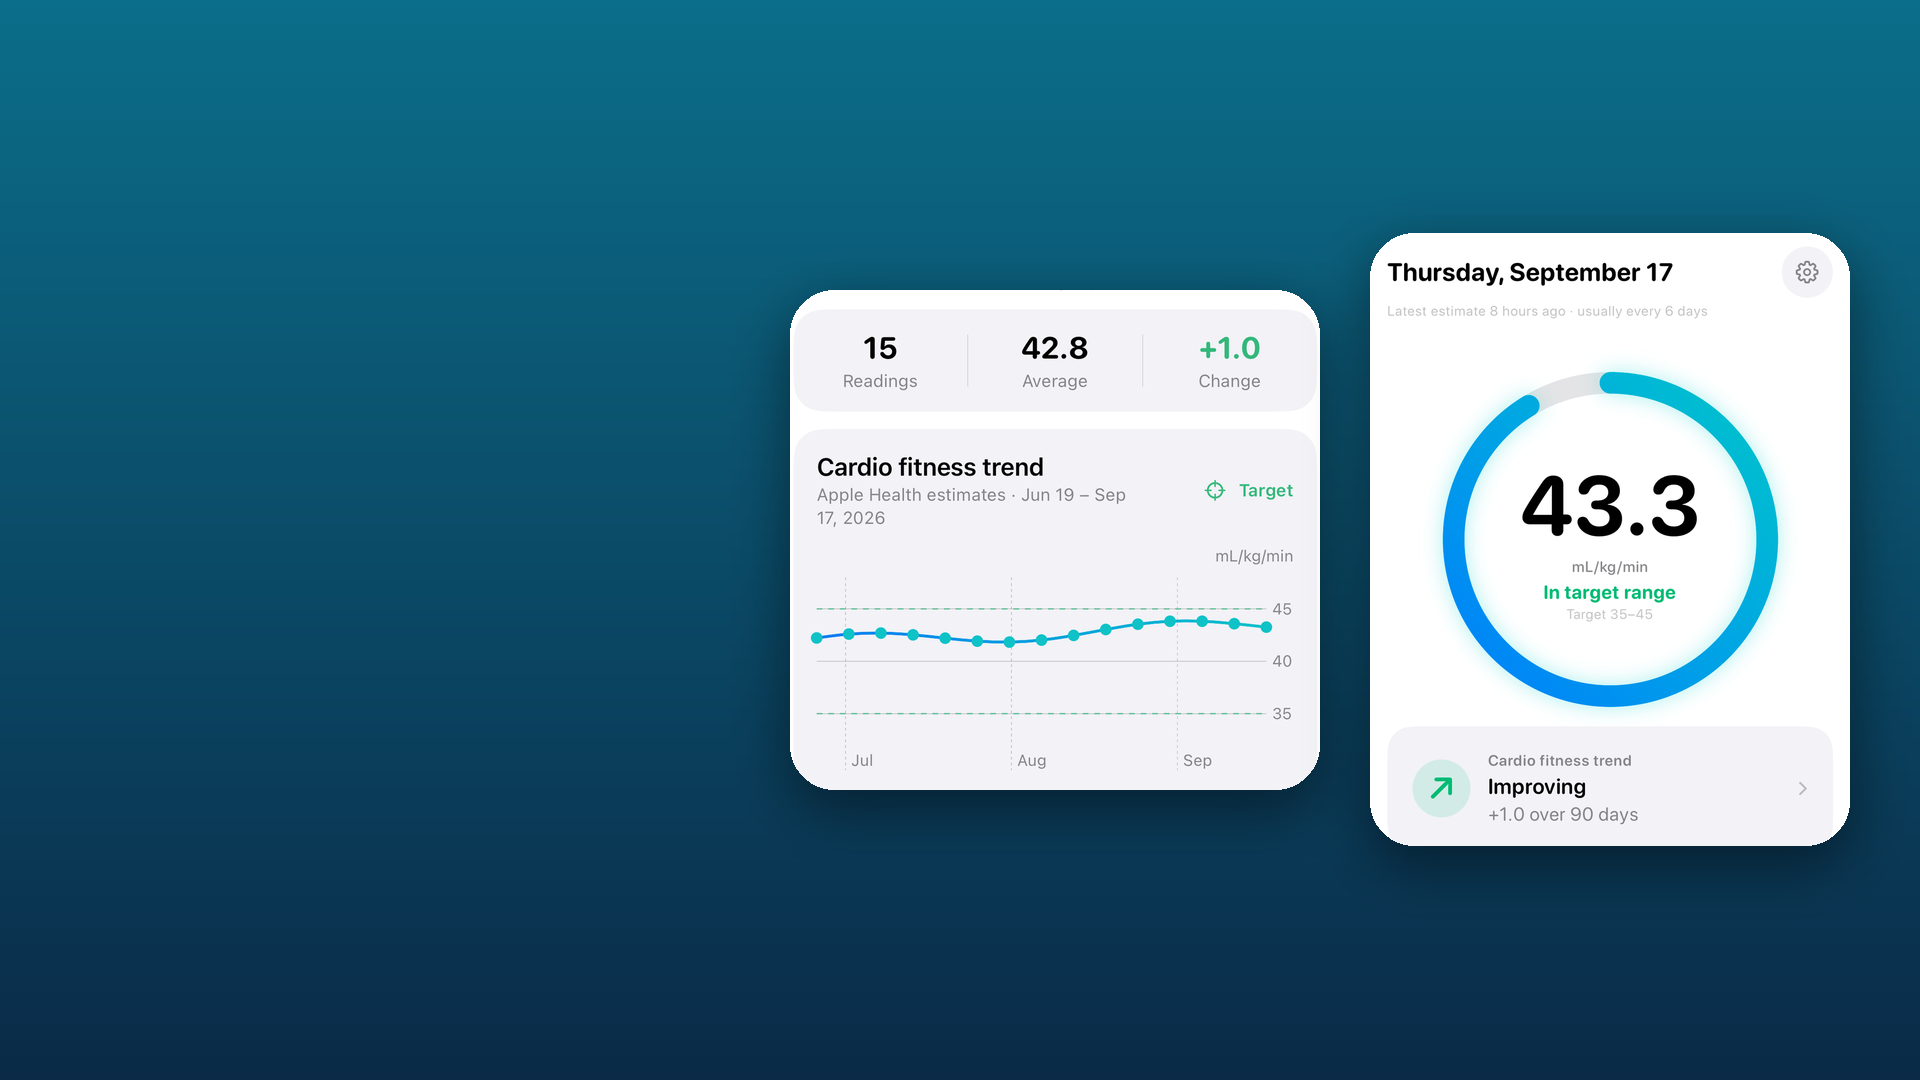 15
Readings
42.8
Average
+1.0
Change
Cardio fitness trend
Apple Health estimates · Jun 19 – Sep
17, 2026
Target
mL/kg/min
45
40
35
Jul
Aug
Sep
Thursday, September 17
Latest estimate 8 hours ago · usually every 6 days
43.3
mL/kg/min
In target range
Target 35–45
Cardio fitness trend
Improving
+1.0 over 90 days